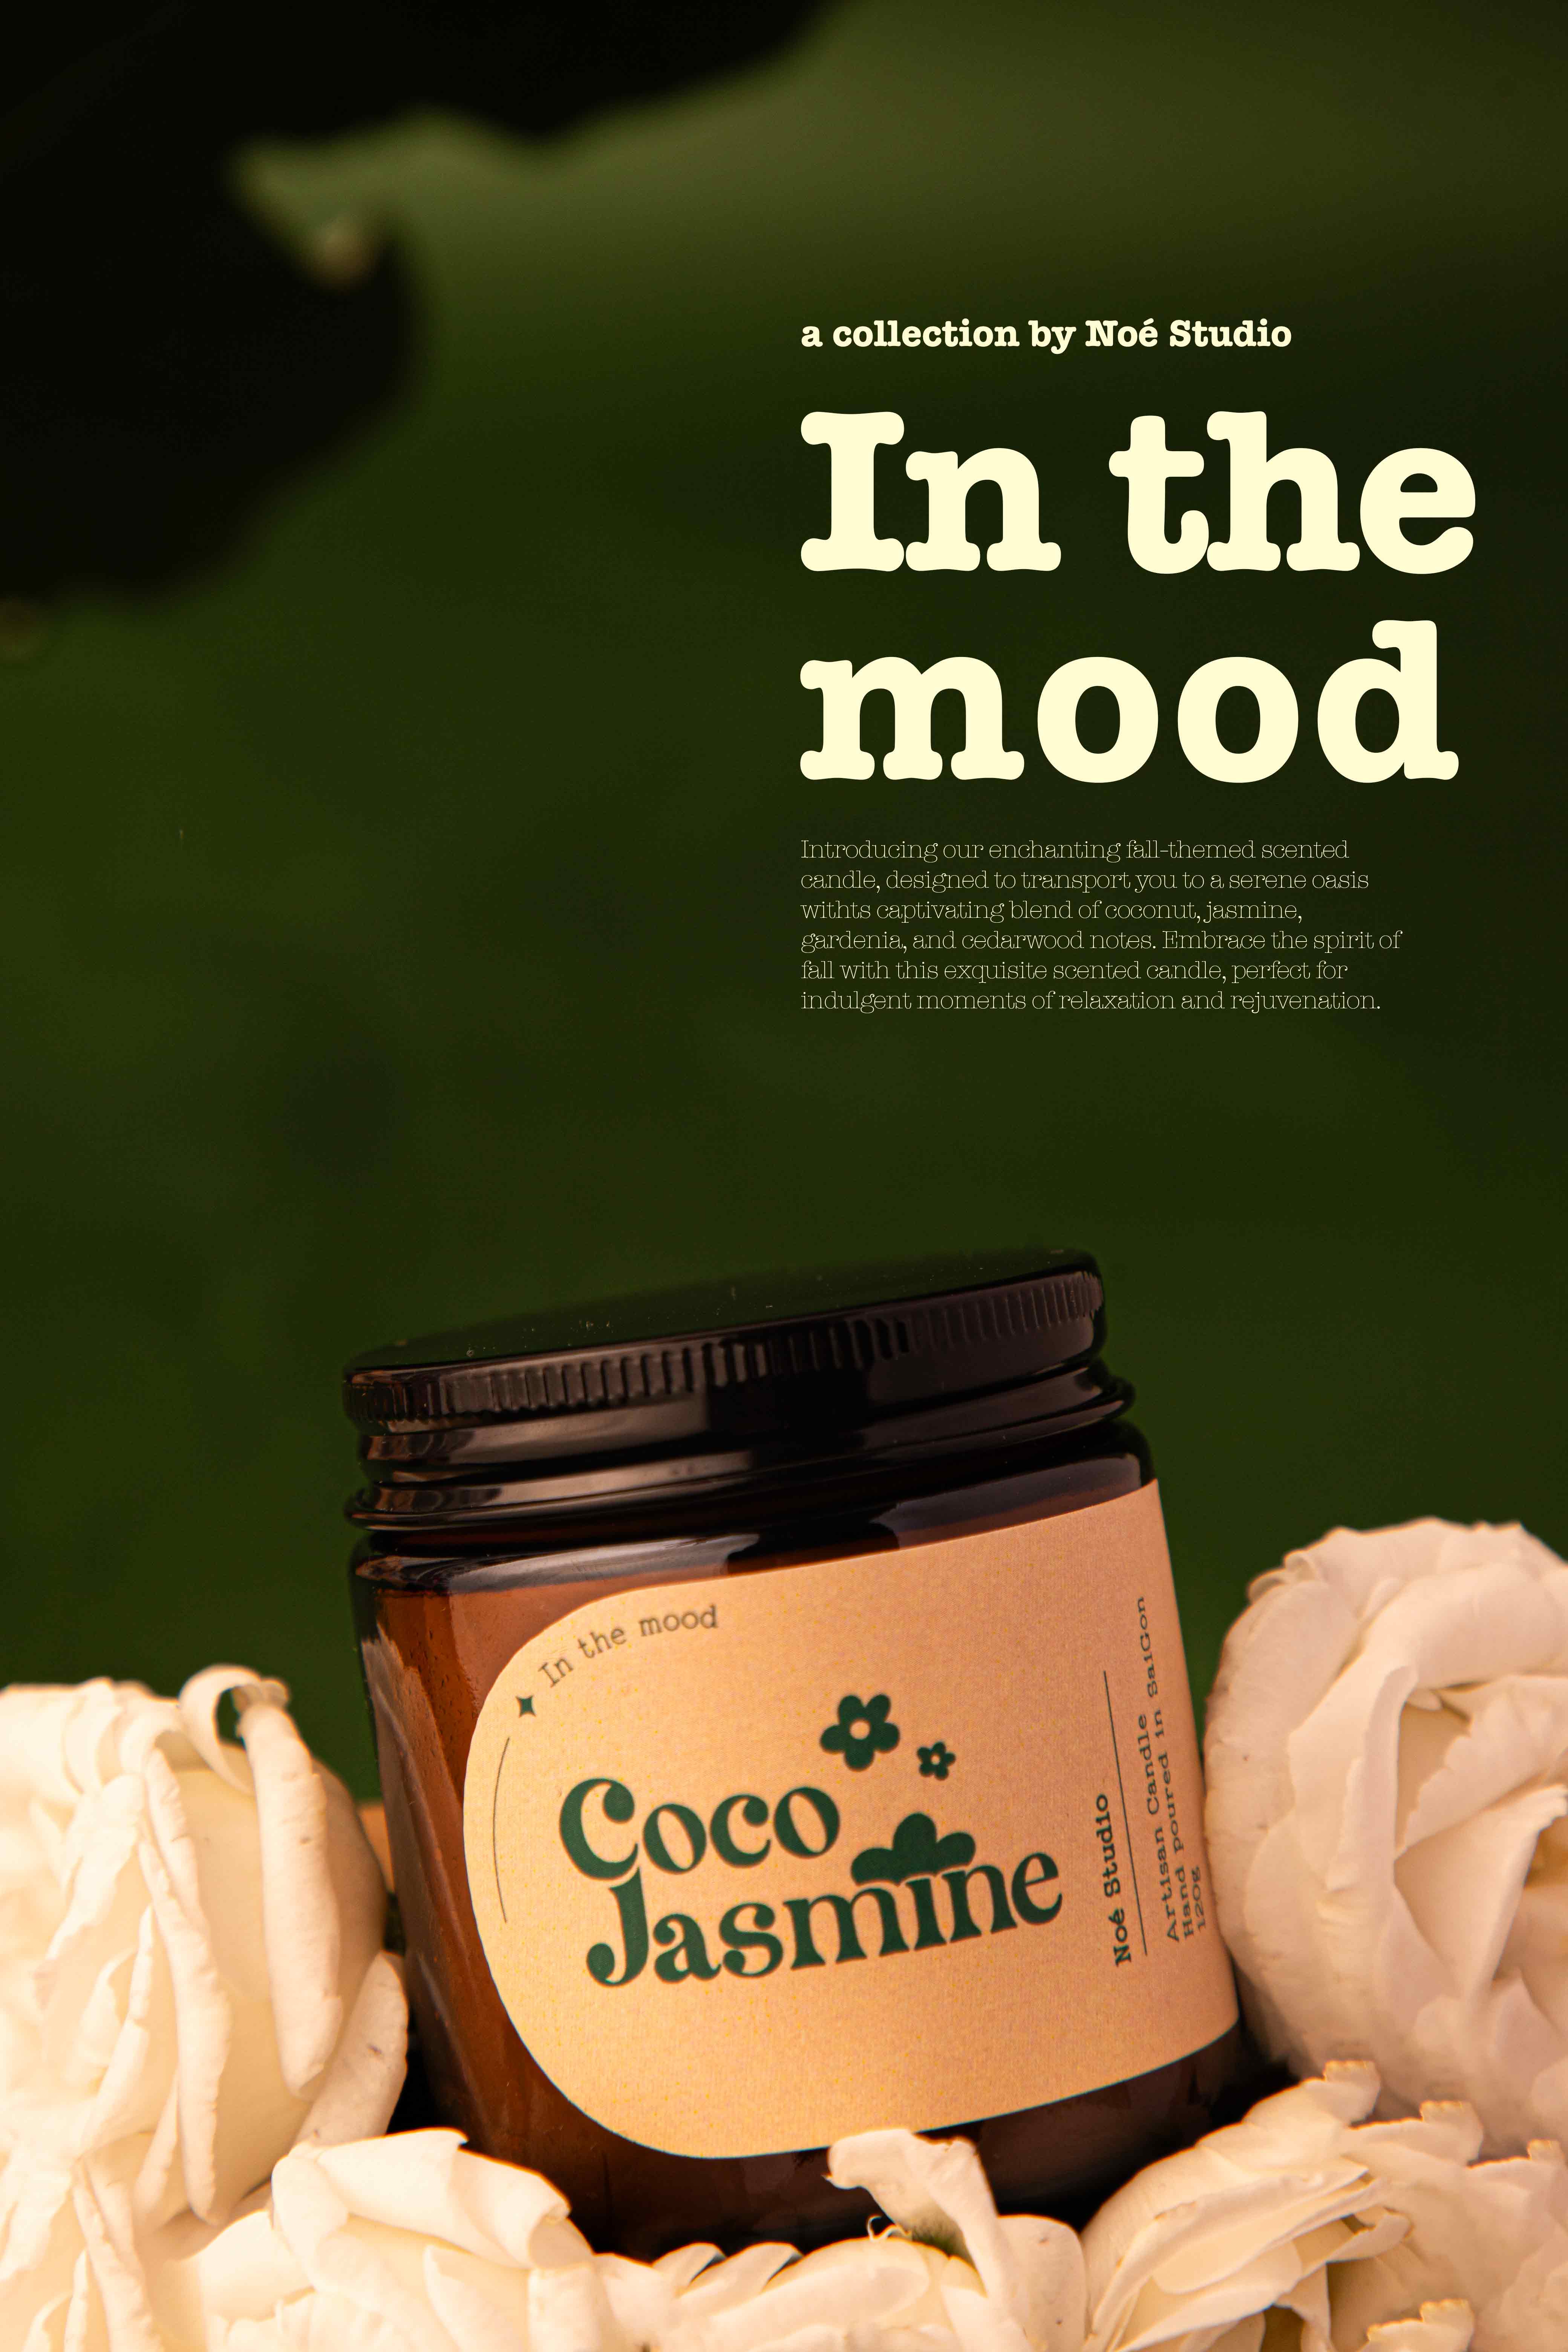 a collection by Noé Studio
In the
mood
Introducing our enchanting fall-themed scented
candle, designed to transport you to a serene oasis
withts captivating blend of coconut, jasmine,
gardenia, and cedarwood notes. Embrace the spirit of
fall with this exquisite scented candle, perfect for
indulgent moments of relaxation and rejuvenation.
In the mood
Coco
Jasmine
Noé Studio
Artisan Candle
Hand poured in SaiGon
120g